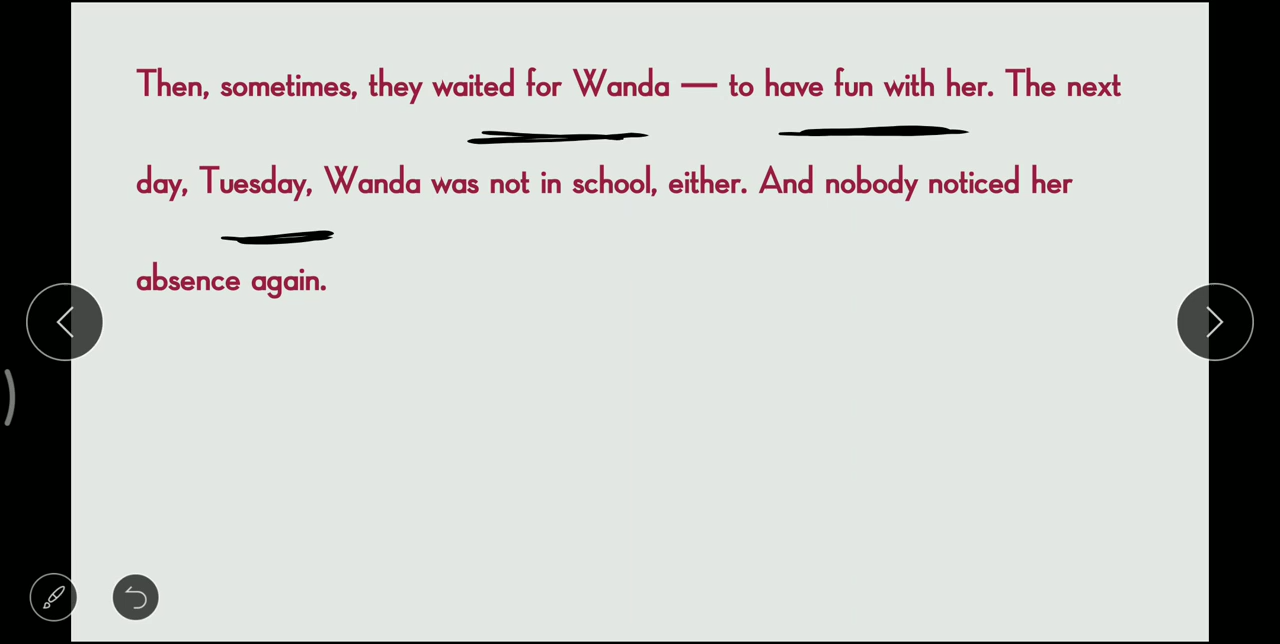 Then, sometimes, they waited for Wanda — to have fun with her. The next
day, Tuesday, Wanda was not in school, either. And nobody noticed her
absence again.